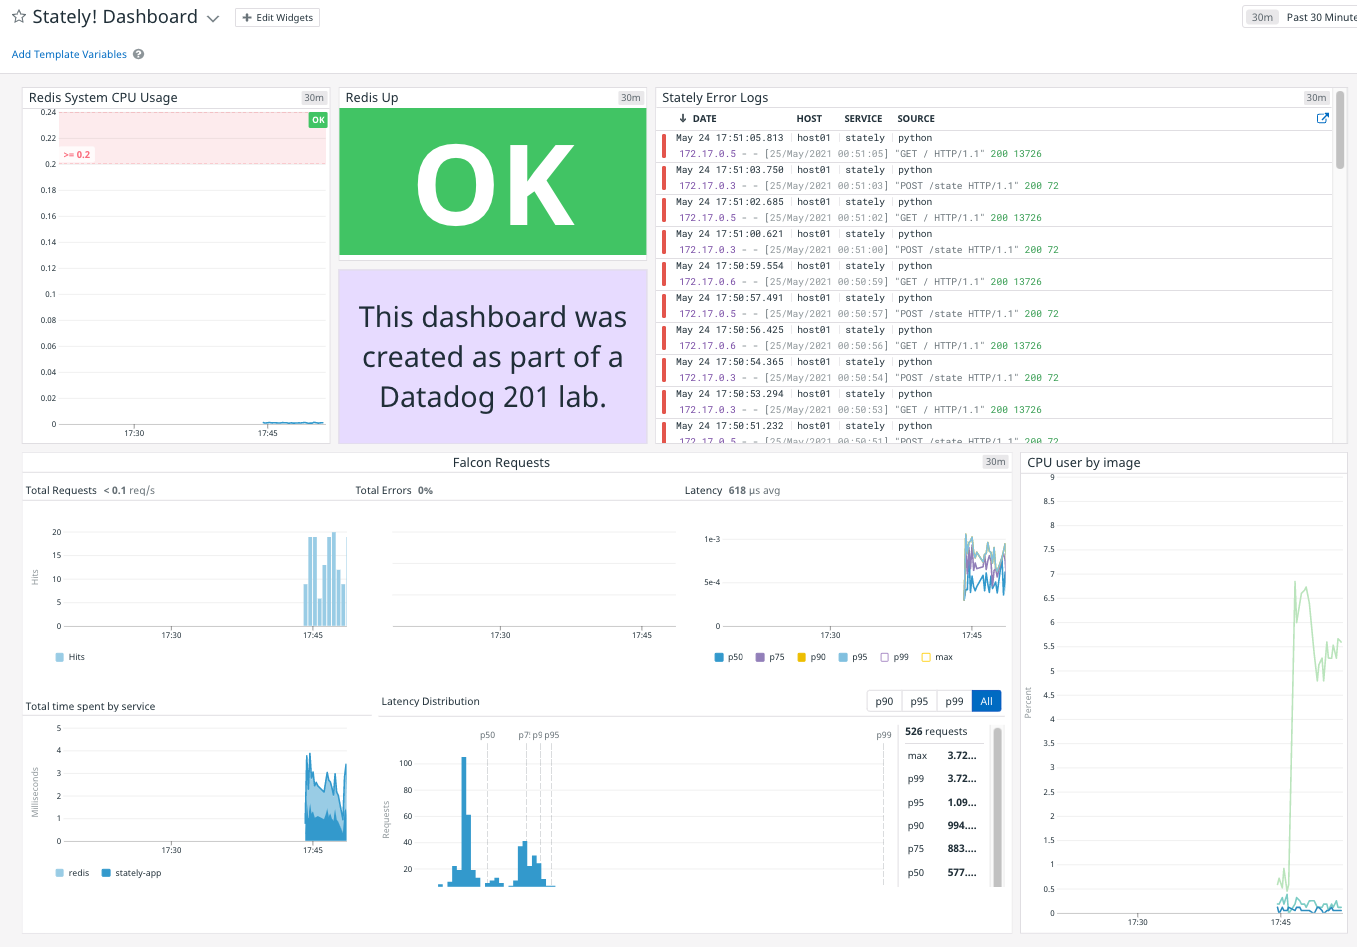 Stately! Dashboard
Edit Widgets
30m Past 30 Minute
Add Template Variables ?
Redis System CPU Usage 30m
OK
>= 0.2
0.24
0.22
0.2
0.18
0.16
0.14
0.12
0.1
0.08
0.06
0.04
0.02
0
17:30 17:45
Redis Up 30m
OK
This dashboard was
created as part of a
Datadog 201 lab.
Stately Error Logs 30m
DATE HOST SERVICE SOURCE
May 24 17:51:05.813 host01 stately python
172.17.0.5 - - [25/May/2021 00:51:05] "GET / HTTP/1.1" 200 13726
May 24 17:51:03.750 host01 stately python
172.17.0.3 - - [25/May/2021 00:51:03] "POST /state HTTP/1.1" 200 72
May 24 17:51:02.685 host01 stately python
172.17.0.5 - - [25/May/2021 00:51:02] "GET / HTTP/1.1" 200 13726
May 24 17:51:00.621 host01 stately python
172.17.0.3 - - [25/May/2021 00:51:00] "POST /state HTTP/1.1" 200 72
May 24 17:50:59.554 host01 stately python
172.17.0.6 - - [25/May/2021 00:50:59] "GET / HTTP/1.1" 200 13726
May 24 17:50:57.491 host01 stately python
172.17.0.5 - - [25/May/2021 00:50:57] "POST /state HTTP/1.1" 200 72
May 24 17:50:56.425 host01 stately python
172.17.0.6 - - [25/May/2021 00:50:56] "GET / HTTP/1.1" 200 13726
May 24 17:50:54.365 host01 stately python
172.17.0.3 - - [25/May/2021 00:50:54] "POST /state HTTP/1.1" 200 72
May 24 17:50:53.294 host01 stately python
172.17.0.3 - - [25/May/2021 00:50:53] "GET / HTTP/1.1" 200 13726
May 24 17:50:51.232 host01 stately python
172.17.0.5 - - [25/May/2021 00:50:51] "POST /state HTTP/1.1" 200 72
Falcon Requests 30m
Total Requests < 0.1 req/s
Hits
20
15
10
5
0
17:30 17:45
Hits
Total Errors 0%
17:30 17:45
Latency 618 µs avg
1e-3
5e-4
0
17:30 17:45
p50 p75 p90 p95 p99 max
Total time spent by service
Milliseconds
5
4
3
2
1
0
17:30 17:45
redis stately-app
Latency Distribution
p90 p95 p99 All
p50 p7 p9 p95 p99
Requests
100
80
60
40
20
526 requests
max 3.72...
p99 3.72...
p95 1.09...
p90 994....
p75 883....
p50 577....
CPU user by image
Percent
9
8.5
8
7.5
7
6.5
6
5.5
5
4.5
4
3.5
3
2.5
2
1.5
1
0.5
0
17:30 17:45